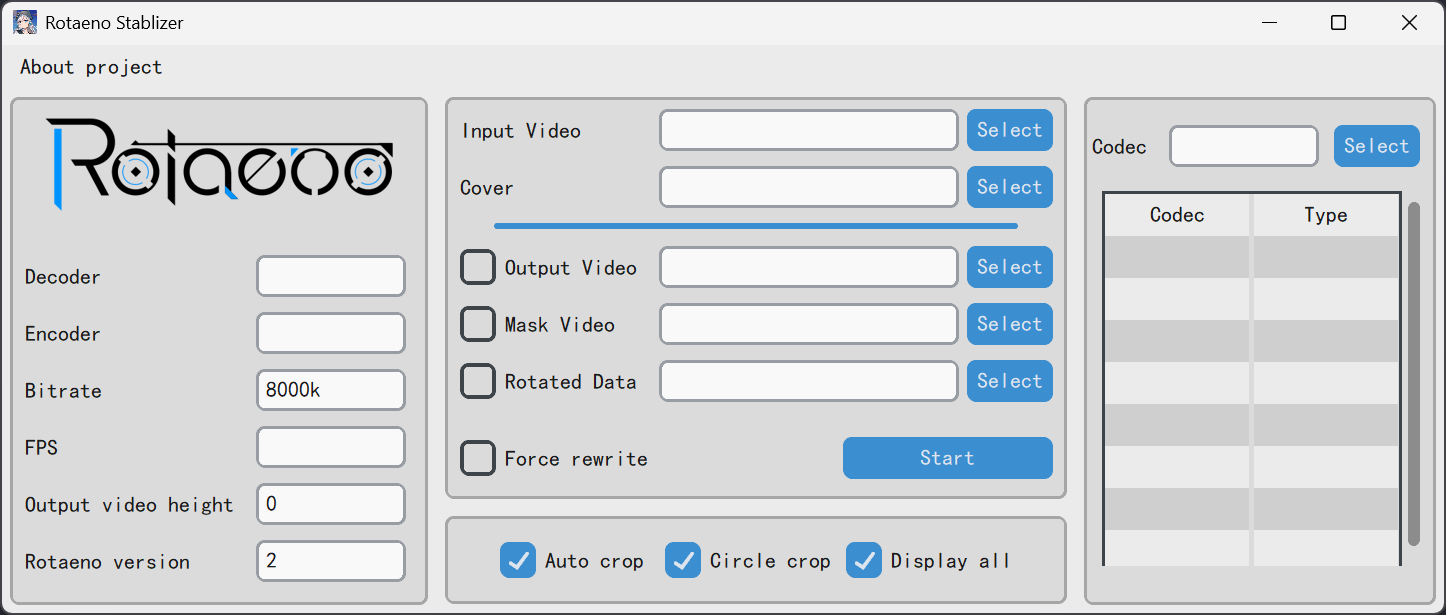 Rotaeno Stablizer
About project
Rotaeno
Decoder
Encoder
Bitrate 8000k
FPS
Output video height 0
Rotaeno version 2
Input Video Select
Cover Select
Output Video Select
Mask Video Select
Rotated Data Select
Force rewrite Start
Auto crop Circle crop Display all
Codec Select
Codec Type